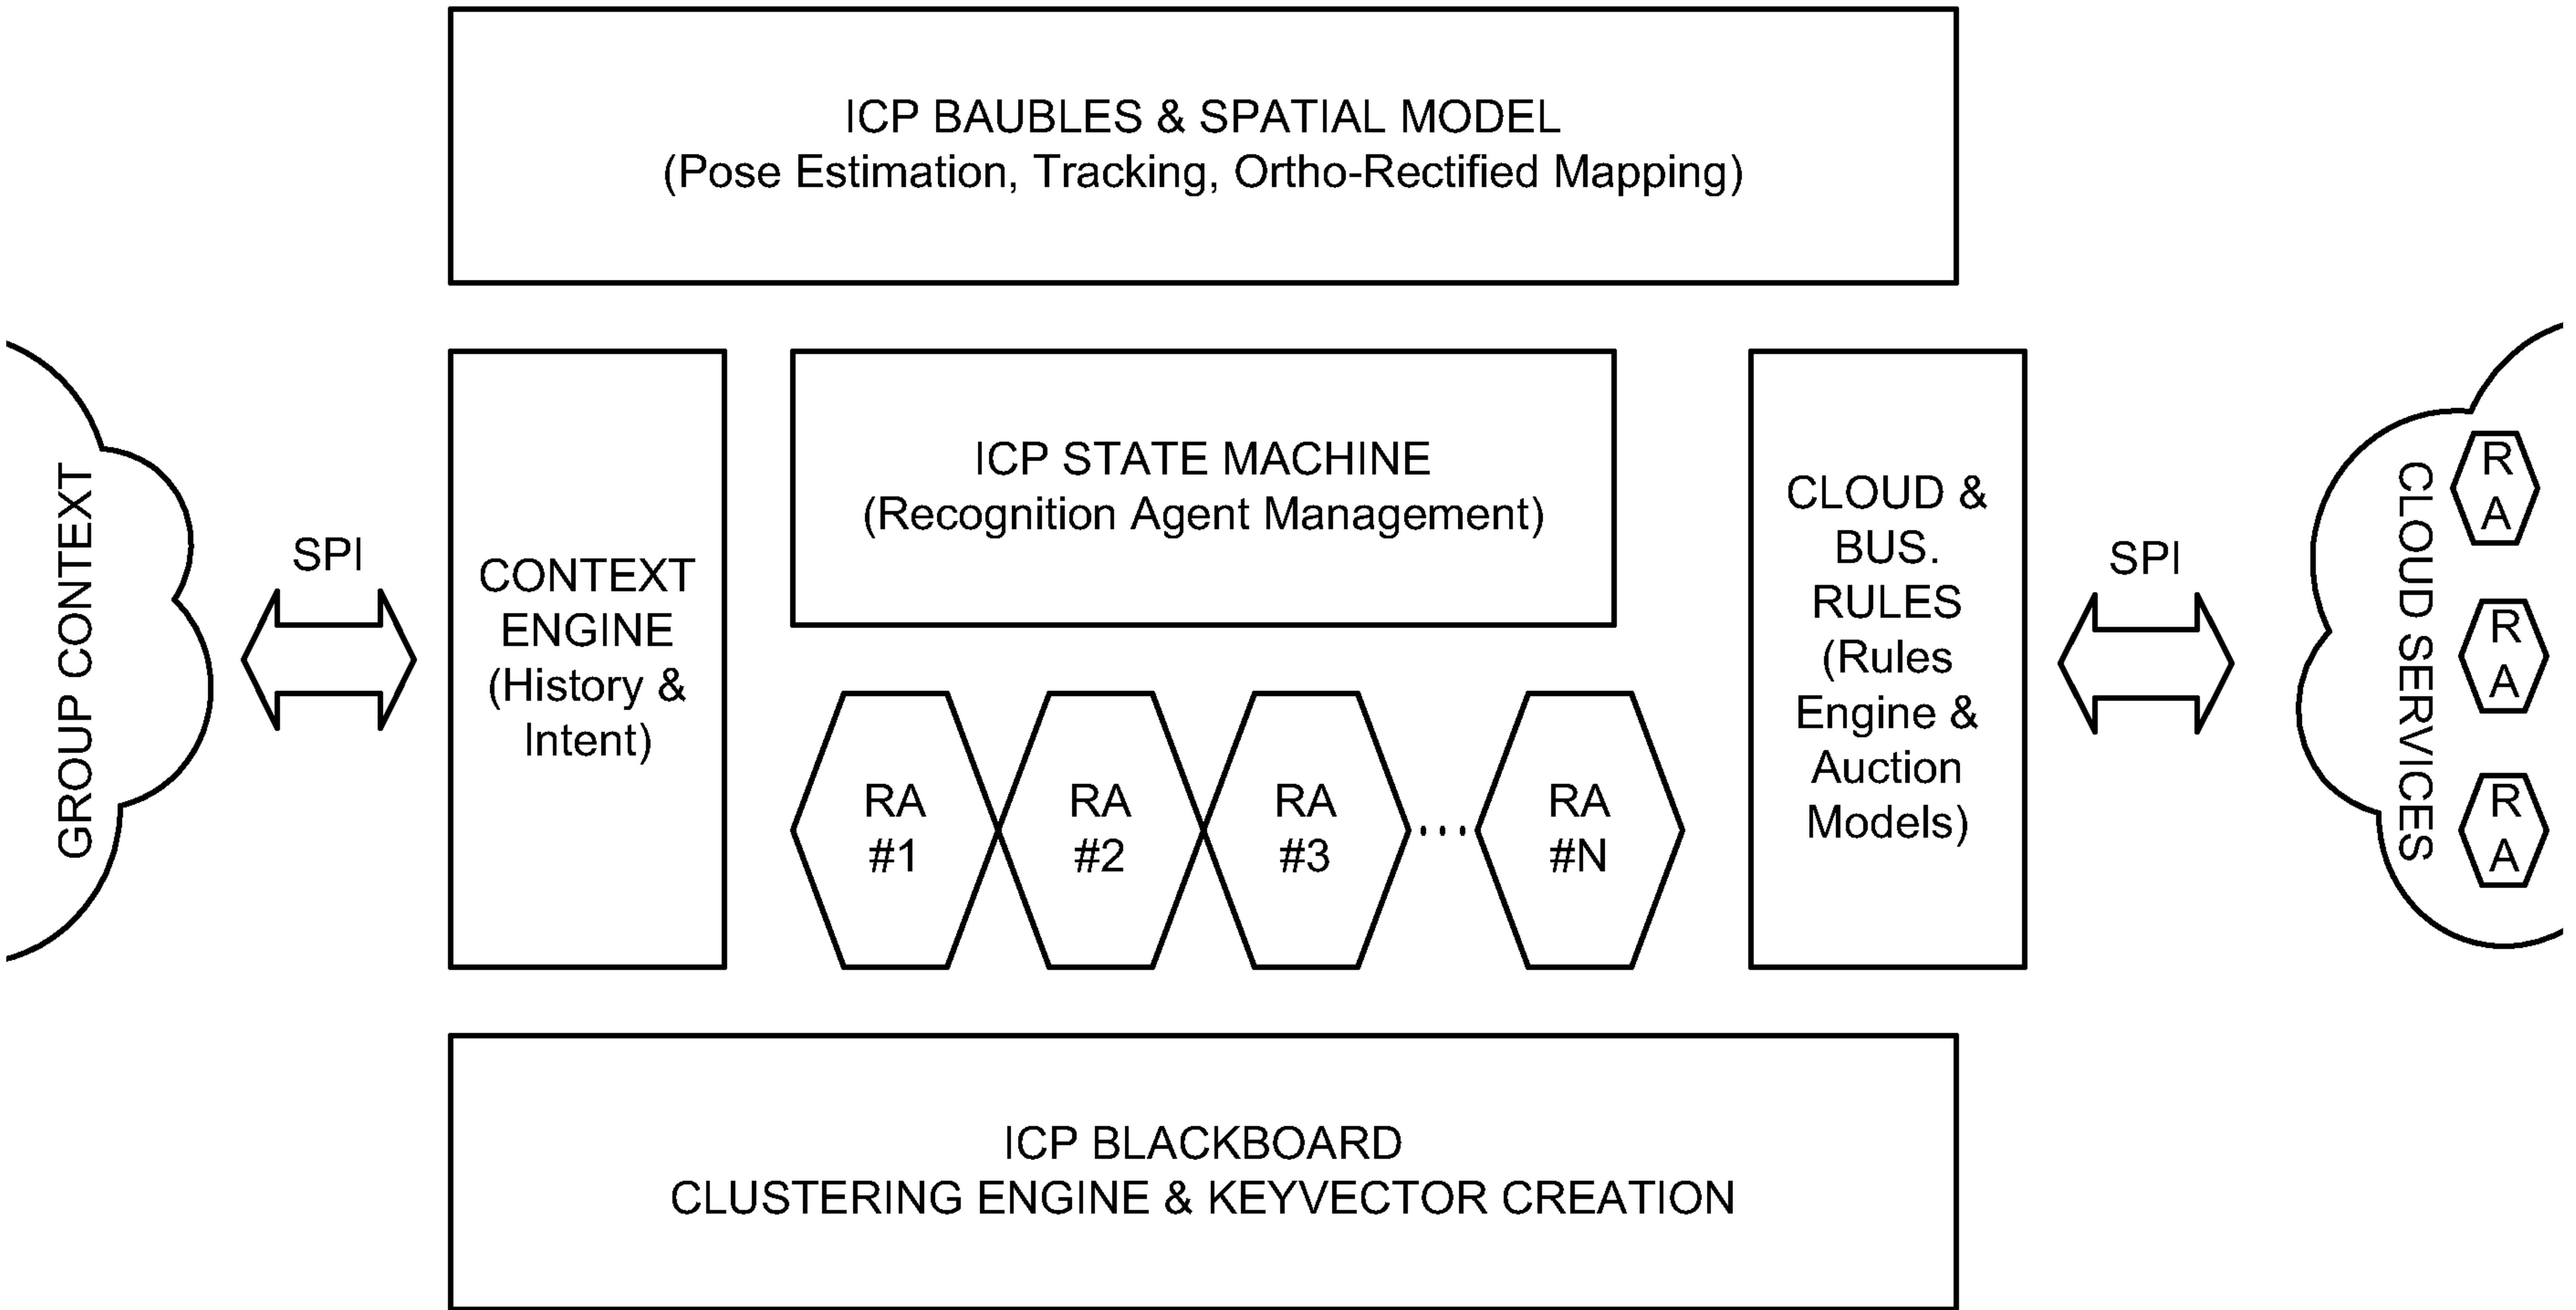 ICP BAUBLES & SPATIAL MODEL
(Pose Estimation, Tracking, Ortho-Rectified Mapping)
GROUP CONTEXT
SPI
CONTEXT
ENGINE
(History &
Intent)
ICP STATE MACHINE
(Recognition Agent Management)
RA
#1
RA
#2
RA
#3
....
RA
#N
CLOUD &
BUS.
RULES
(Rules
Engine &
Auction
Models)
SPI
CLOUD SERVICES
R
A
R
A
R
A
ICP BLACKBOARD
CLUSTERING ENGINE & KEYVECTOR CREATION